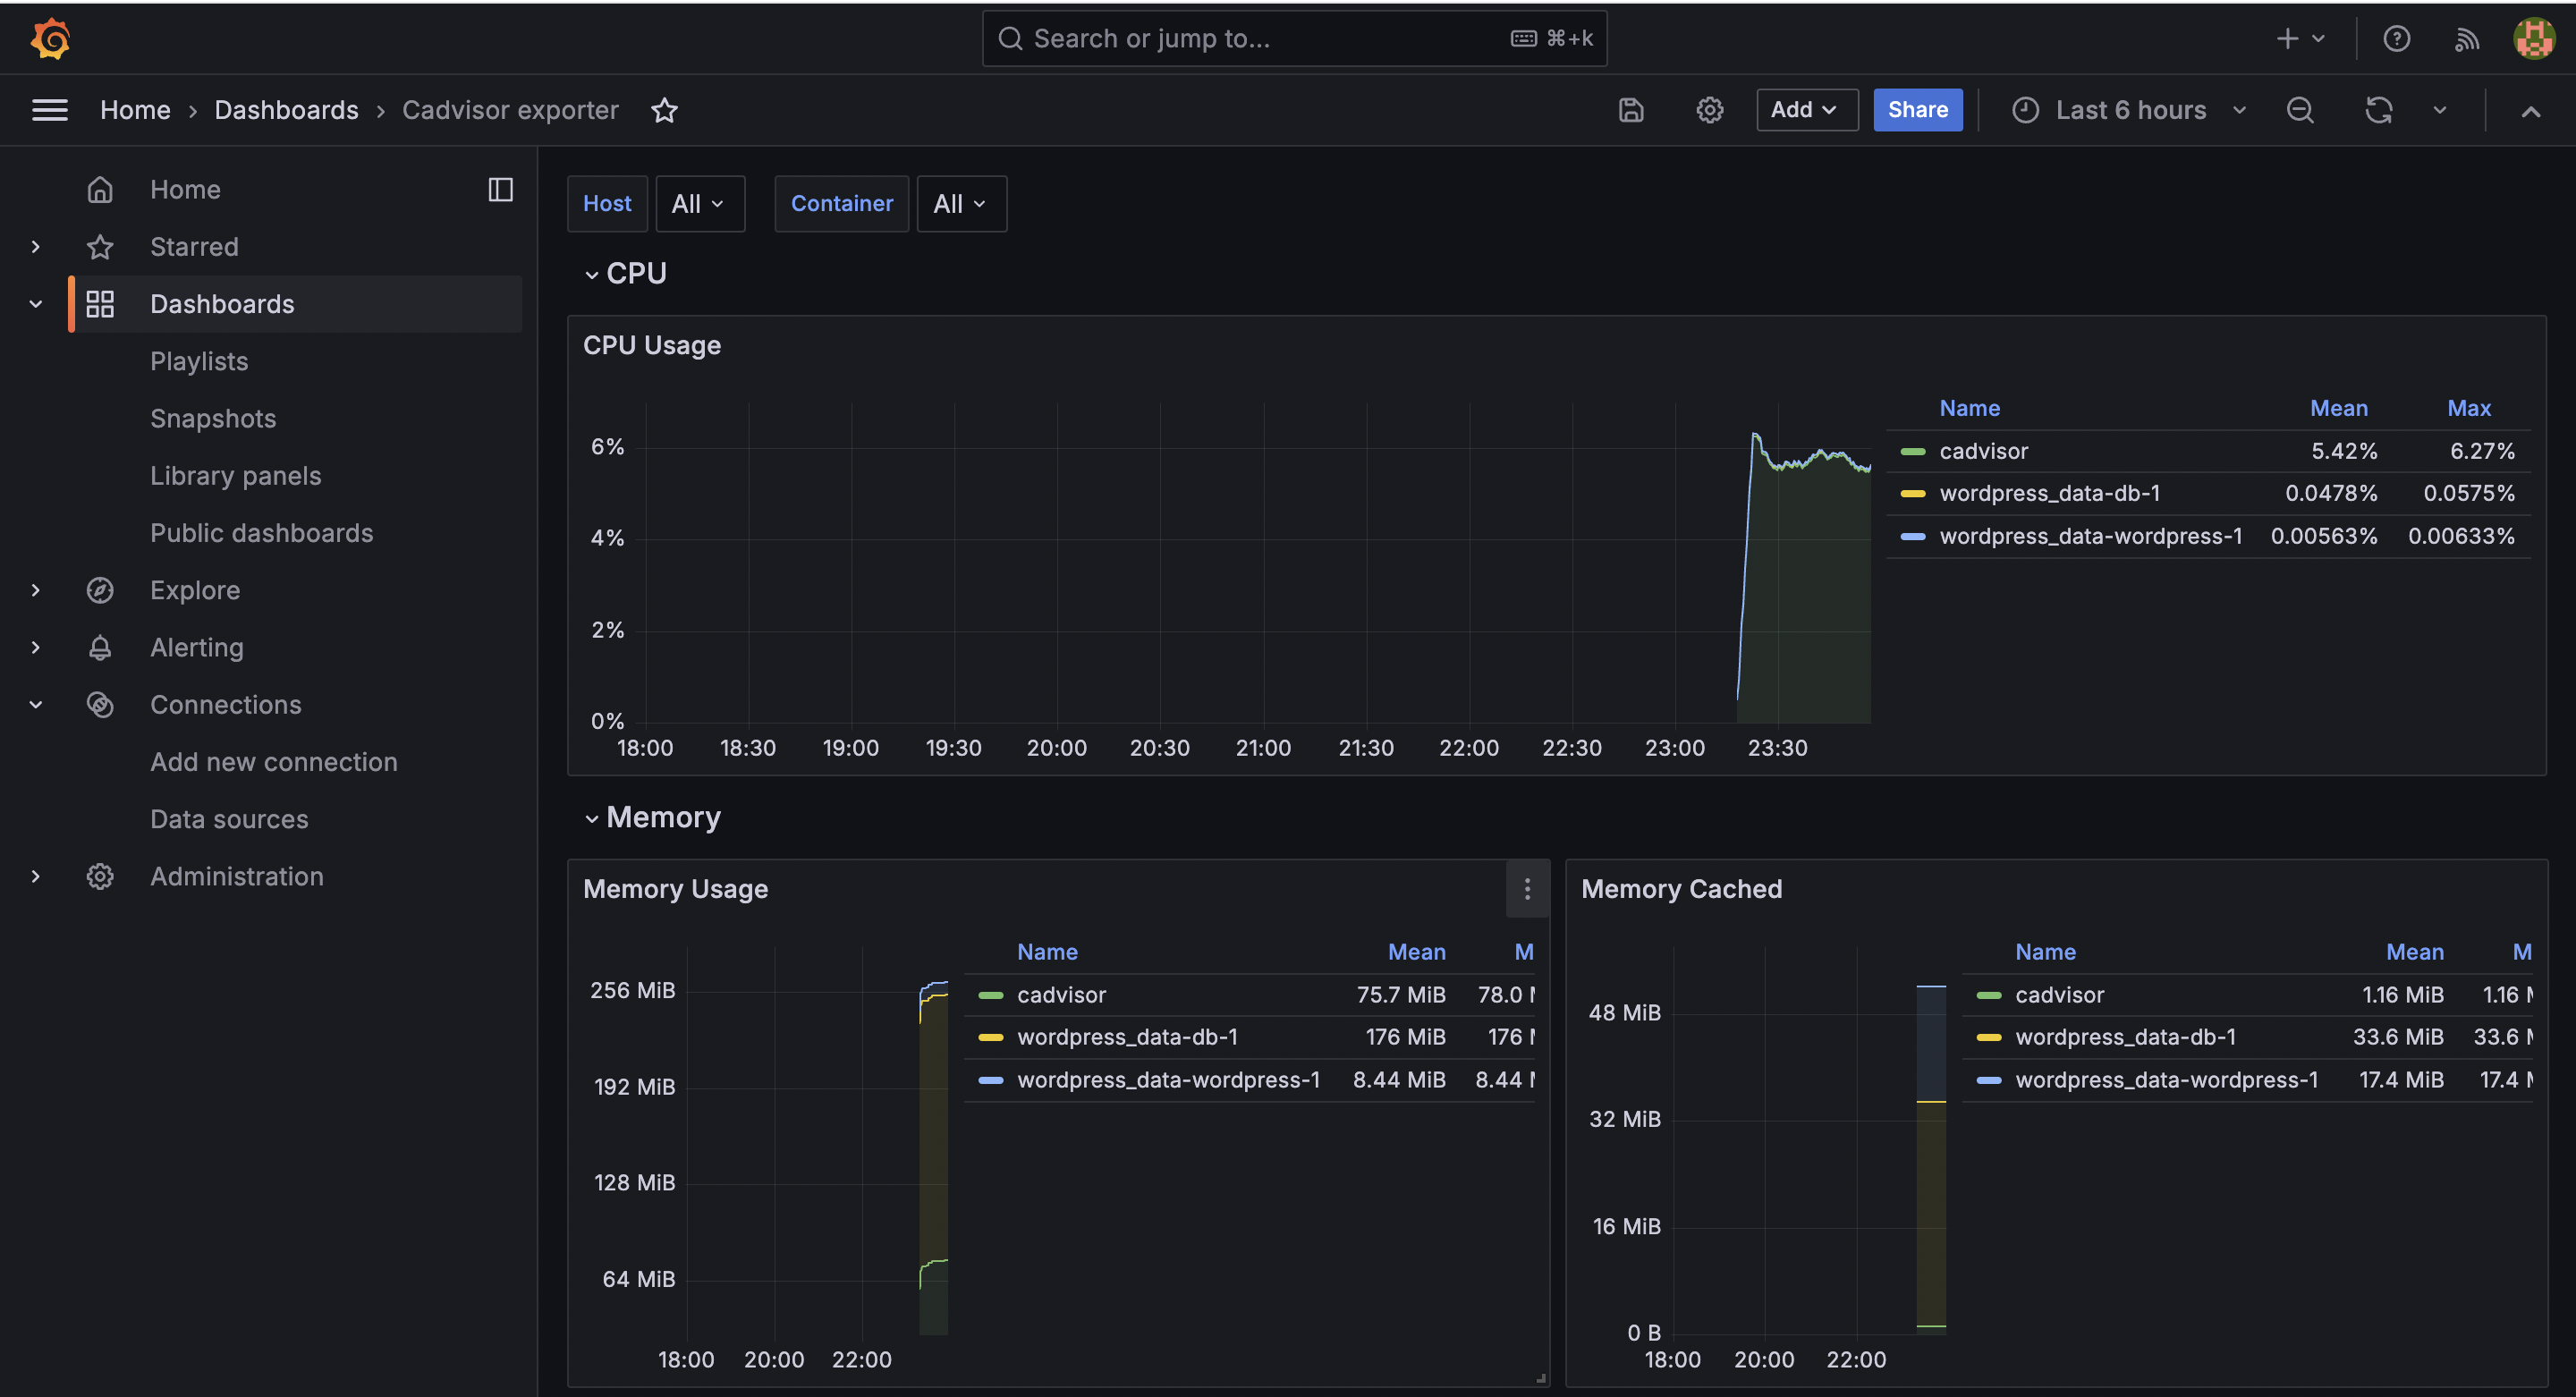 Search or jump to...
⌘+k
Home › Dashboards › Cadvisor exporter
Add
Share
Last 6 hours
Home
Starred
Dashboards
Playlists
Snapshots
Library panels
Public dashboards
Explore
Alerting
Connections
Add new connection
Data sources
Administration
Host All Container All
CPU
CPU Usage
6%
4%
2%
0%
18:00 18:30 19:00 19:30 20:00 20:30 21:00 21:30 22:00 22:30 23:00 23:30
Name Mean Max
cadvisor 5.42% 6.27%
wordpress_data-db-1 0.0478% 0.0575%
wordpress_data-wordpress-1 0.00563% 0.00633%
Memory
Memory Usage
256 MiB
192 MiB
128 MiB
64 MiB
18:00 20:00 22:00
Name Mean M
cadvisor 75.7 MiB 78.0
wordpress_data-db-1 176 MiB 176
wordpress_data-wordpress-1 8.44 MiB 8.44
Memory Cached
48 MiB
32 MiB
16 MiB
0 B
18:00 20:00 22:00
Name Mean M
cadvisor 1.16 MiB 1.16
wordpress_data-db-1 33.6 MiB 33.6
wordpress_data-wordpress-1 17.4 MiB 17.4